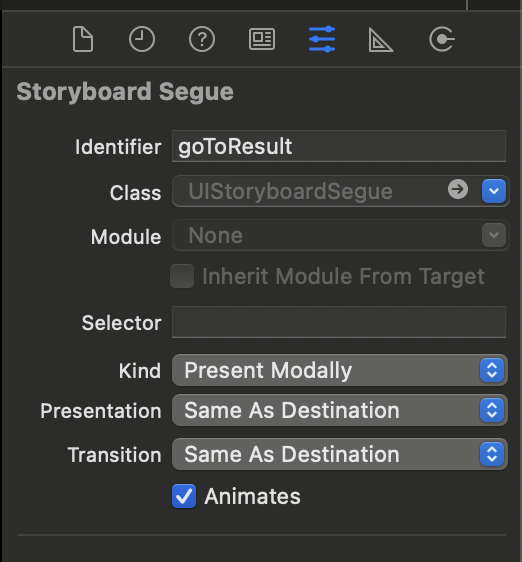 Storyboard Segue
Identifier goToResult
Class UIStoryboardSegue
Module None
Inherit Module From Target
Selector
Kind Present Modally
Presentation Same As Destination
Transition Same As Destination
Animates